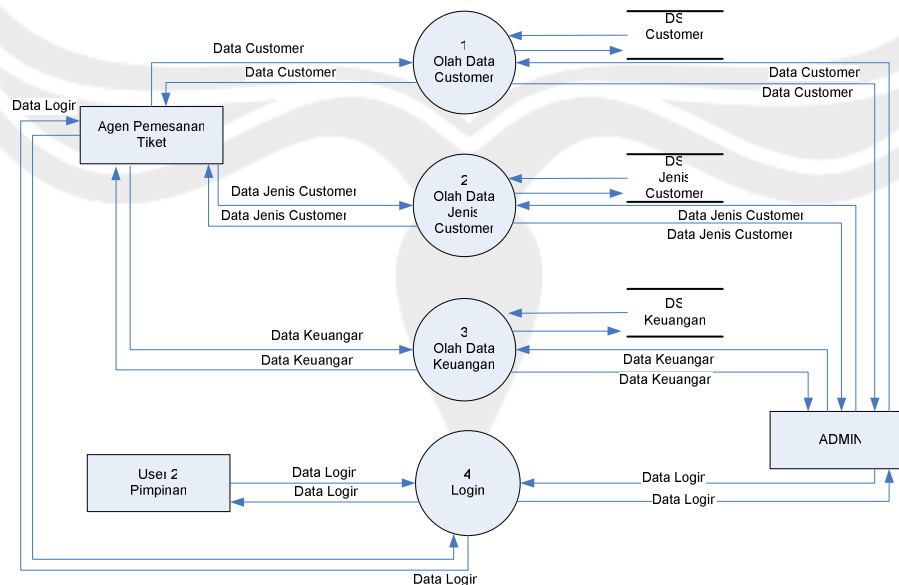 DS
Customer
1
Olah Data
Customer
Data Customer
Data Customer
Data Customer
Data Customer
Data Login
Agen Pemesanan
Tiket
DS
Jenis
Customer
2
Olah Data
Jenis
Customer
Data Jenis Customer
Data Jenis Customer
Data Jenis Customer
Data Jenis Customer
DS
Keuangan
3
Olah Data
Keuangan
Data Keuangan
Data Keuangan
Data Keuangan
Data Keuangan
ADMIN
User 2
Pimpinan
Data Login
Data Login
4
Login
Data Login
Data Login
Data Login